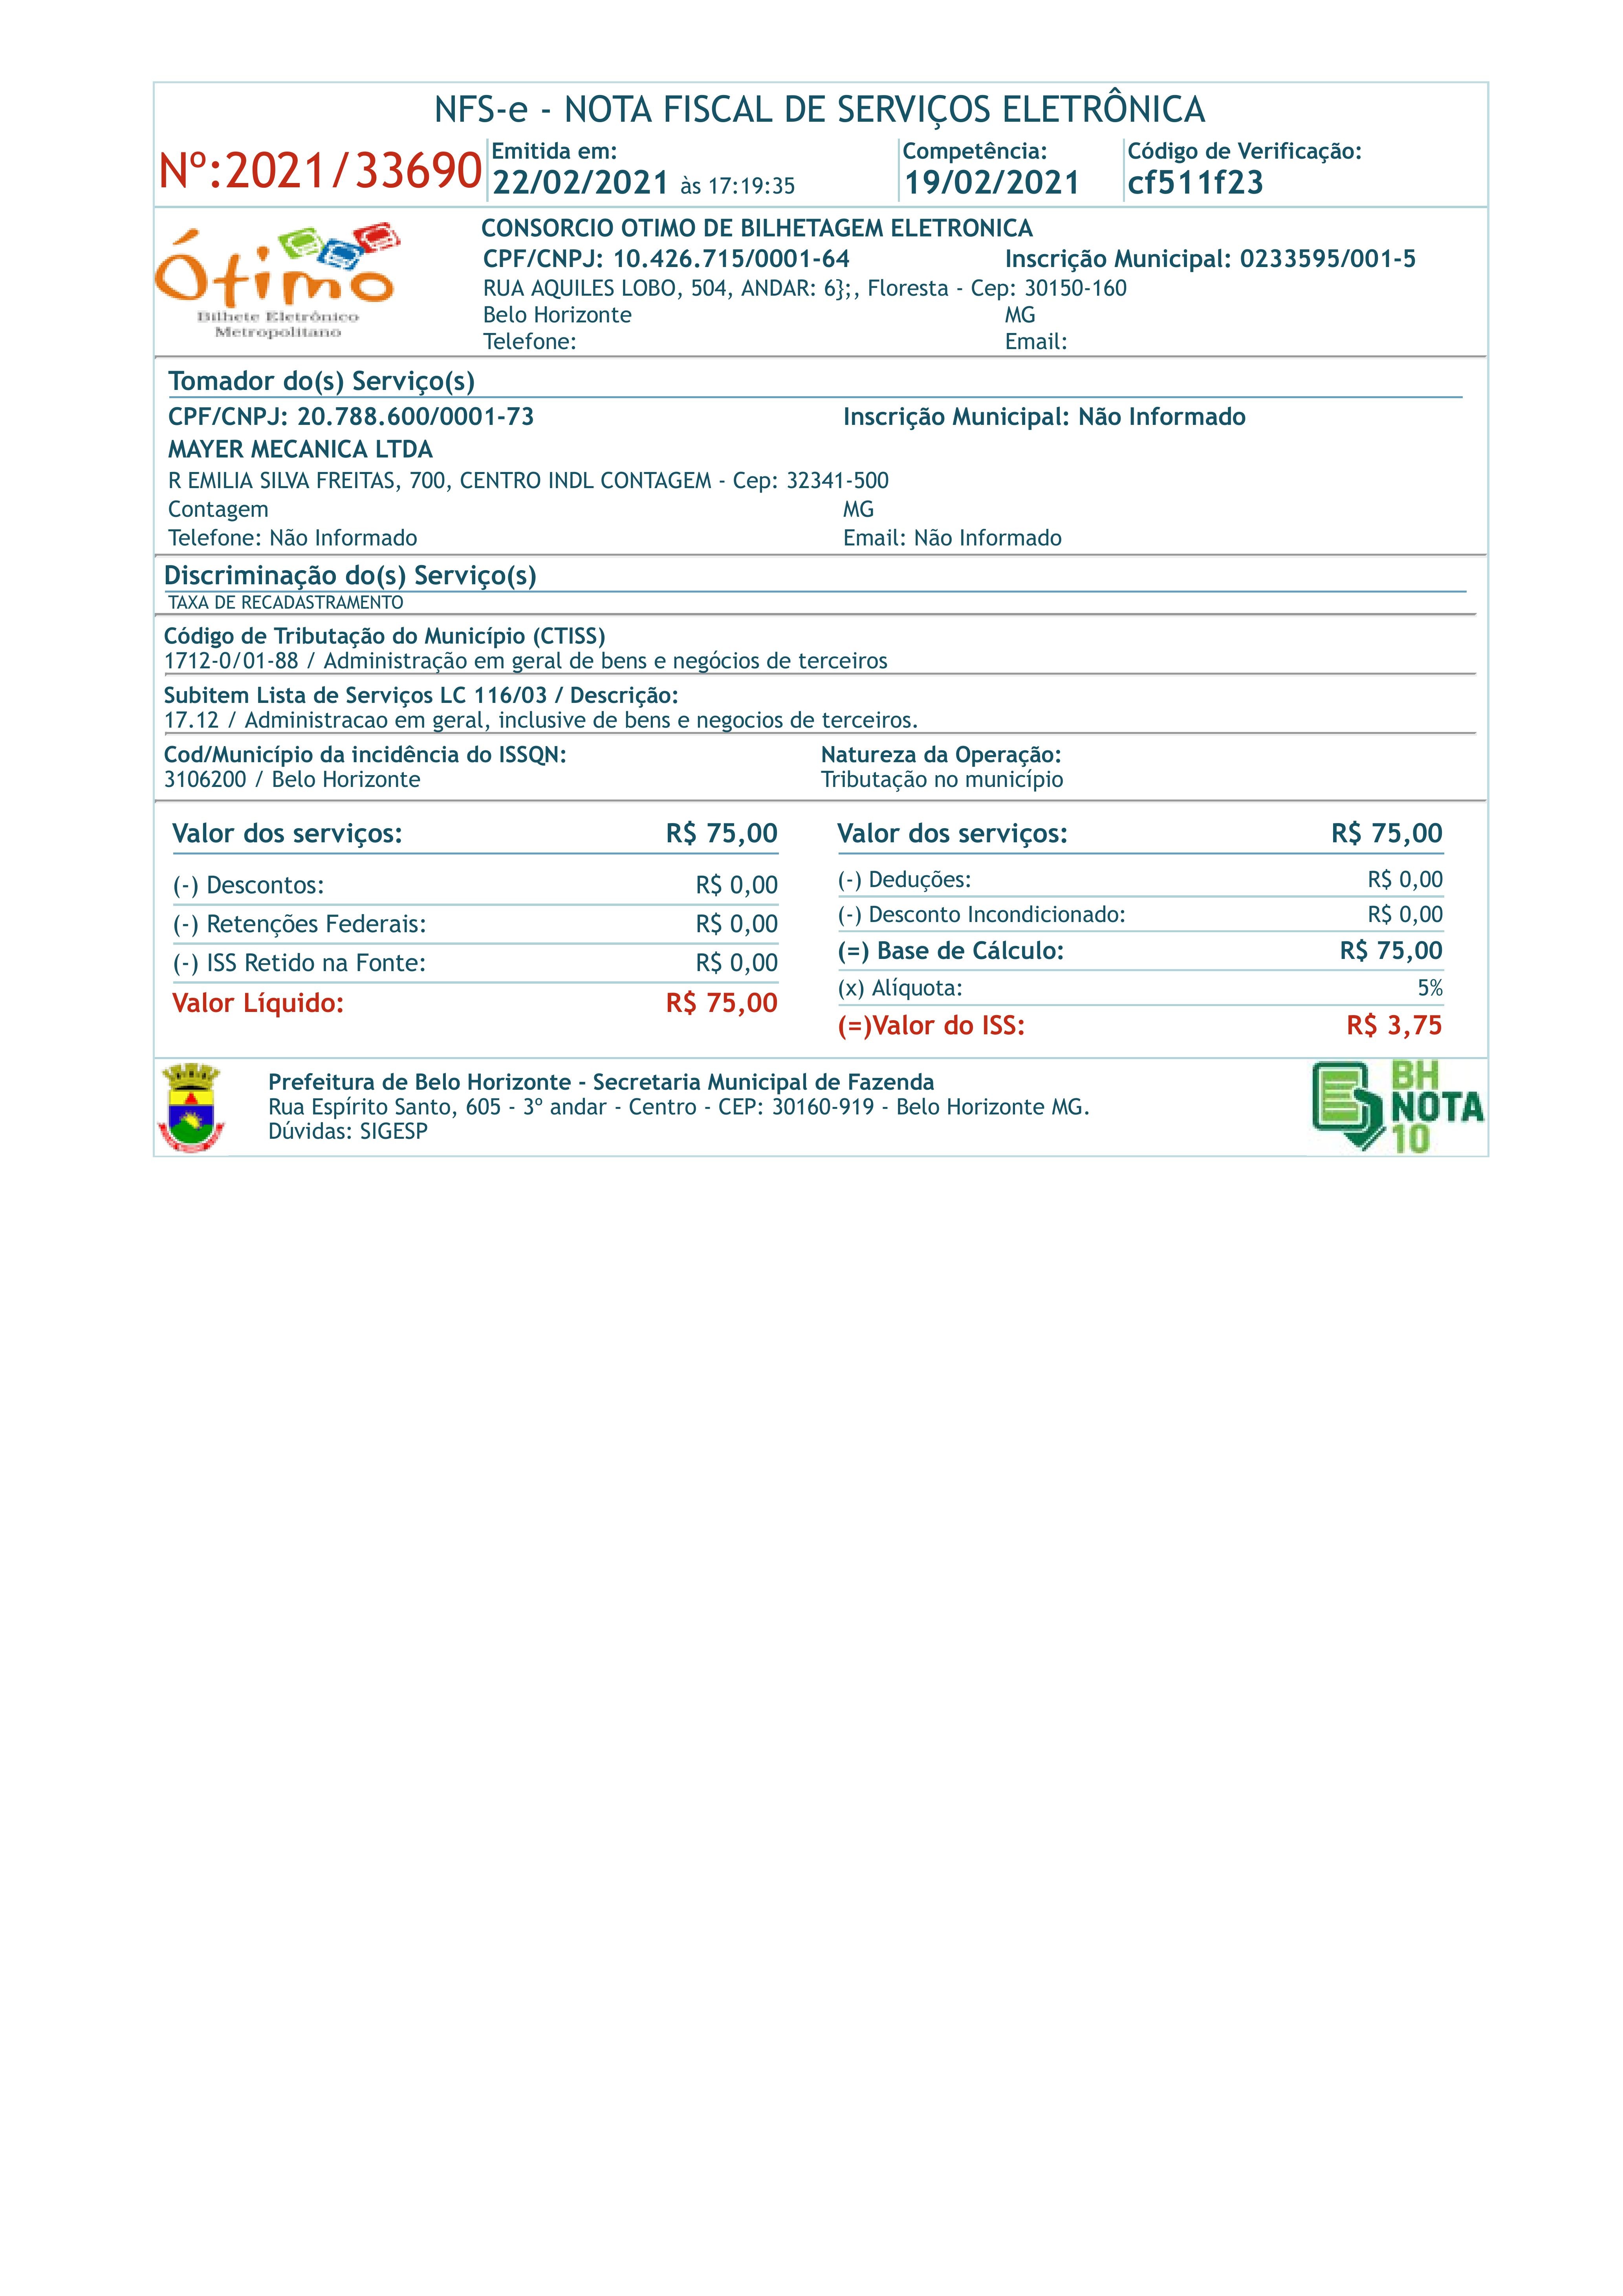 NFS-e - NOTA FISCAL DE SERVIÇOS ELETRÔNICA
Nº:2021/33690
Emitida em:
22/02/2021 às 17:19:35
Competência:
19/02/2021
Código de Verificação:
cf511f23
Ótimo
Bilhete Eletrônico
Metropolitano
CONSORCIO OTIMO DE BILHETAGEM ELETRONICA
CPF/CNPJ: 10.426.715/0001-64 Inscrição Municipal: 0233595/001-5
RUA AQUILES LOBO, 504, ANDAR: 6};, Floresta - Cep: 30150-160
Belo Horizonte MG
Telefone: Email:
Tomador do(s) Serviço(s)
CPF/CNPJ: 20.788.600/0001-73 Inscrição Municipal: Não Informado
MAYER MECANICA LTDA
R EMILIA SILVA FREITAS, 700, CENTRO INDL CONTAGEM - Cep: 32341-500
Contagem MG
Telefone: Não Informado Email: Não Informado
Discriminação do(s) Serviço(s)
TAXA DE RECADASTRAMENTO
Código de Tributação do Município (CTISS)
1712-0/01-88 / Administração em geral de bens e negócios de terceiros
Subitem Lista de Serviços LC 116/03 / Descrição:
17.12 / Administracao em geral, inclusive de bens e negocios de terceiros.
Cod/Município da incidência do ISSQN: Natureza da Operação:
3106200 / Belo Horizonte Tributação no município
Valor dos serviços: R$ 75,00
(-) Descontos: R$ 0,00
(-) Retenções Federais: R$ 0,00
(-) ISS Retido na Fonte: R$ 0,00
Valor Líquido: R$ 75,00
Valor dos serviços: R$ 75,00
(-) Deduções: R$ 0,00
(-) Desconto Incondicionado: R$ 0,00
(=) Base de Cálculo: R$ 75,00
(x) Alíquota: 5%
(=)Valor do ISS: R$ 3,75
Prefeitura de Belo Horizonte - Secretaria Municipal de Fazenda
Rua Espírito Santo, 605 - 3º andar - Centro - CEP: 30160-919 - Belo Horizonte MG.
Dúvidas: SIGESP
BH
NOTA
10